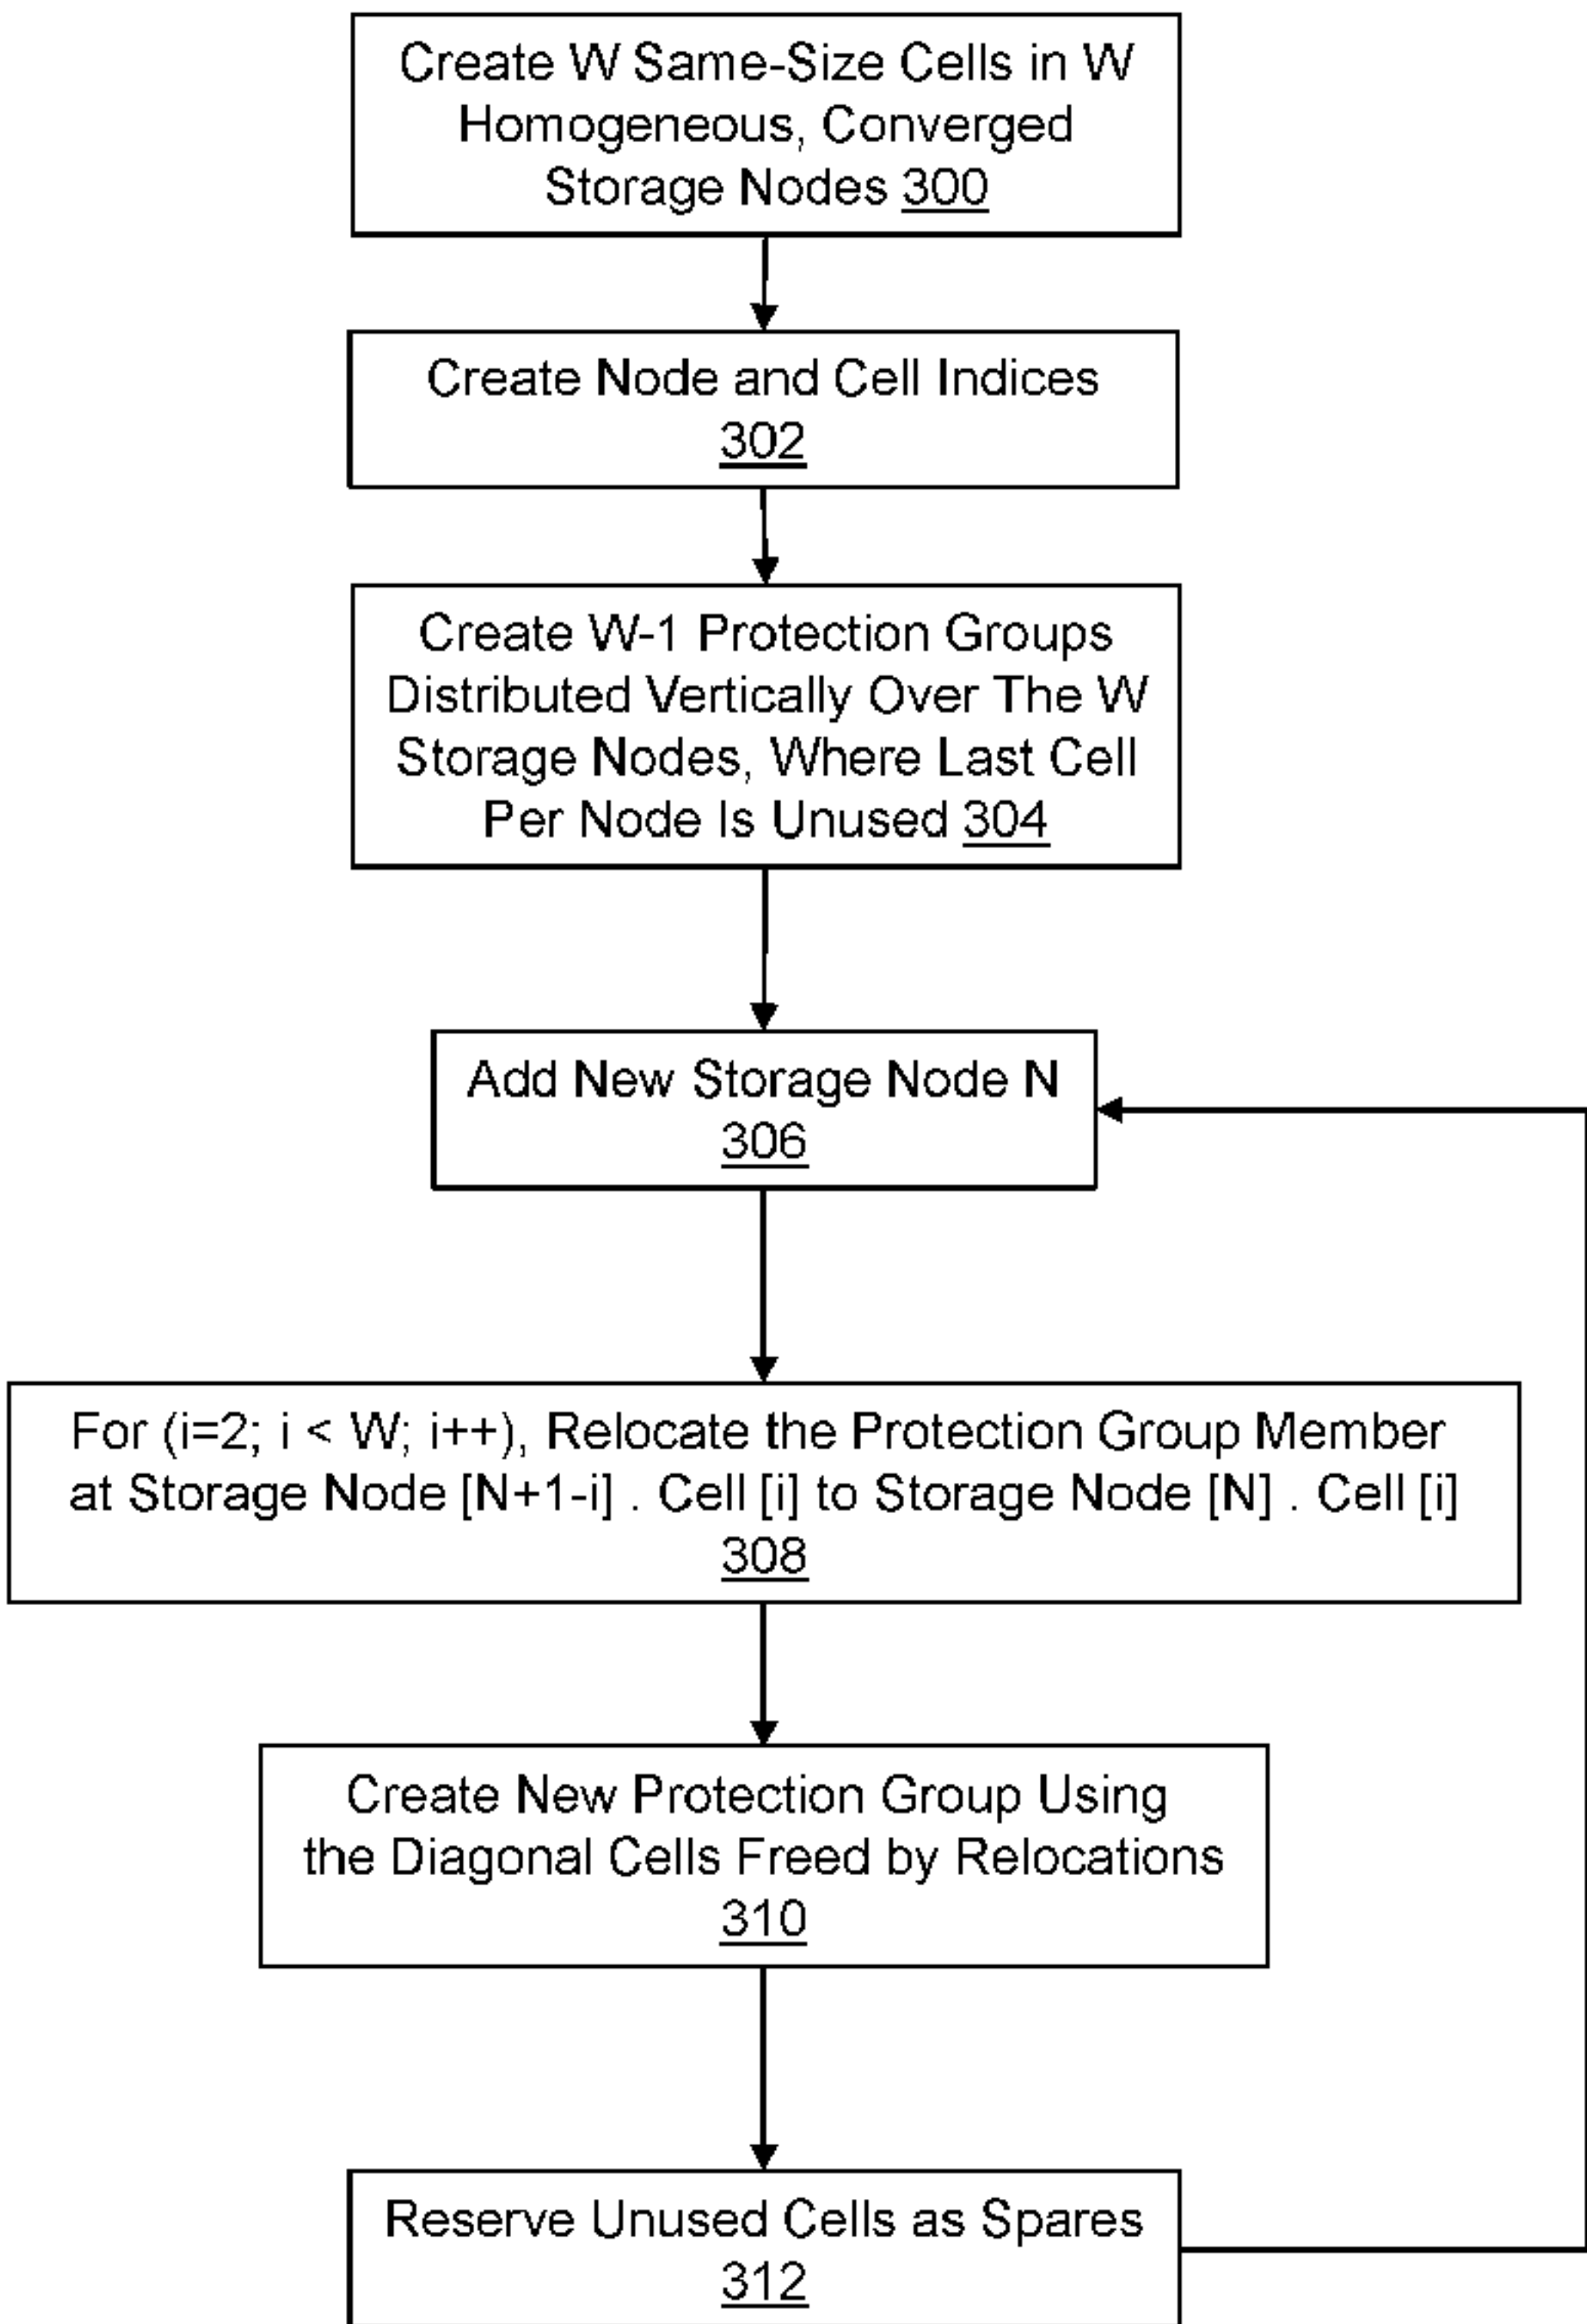 Create W Same-Size Cells in W
Homogeneous, Converged
Storage Nodes 300
Create Node and Cell Indices
302
Create W-1 Protection Groups
Distributed Vertically Over The W
Storage Nodes, Where Last Cell
Per Node Is Unused 304
Add New Storage Node N
306
For (i=2; i < W; i++), Relocate the Protection Group Member
at Storage Node [N+1-i] . Cell [i] to Storage Node [N] . Cell [i]
308
Create New Protection Group Using
the Diagonal Cells Freed by Relocations
310
Reserve Unused Cells as Spares
312